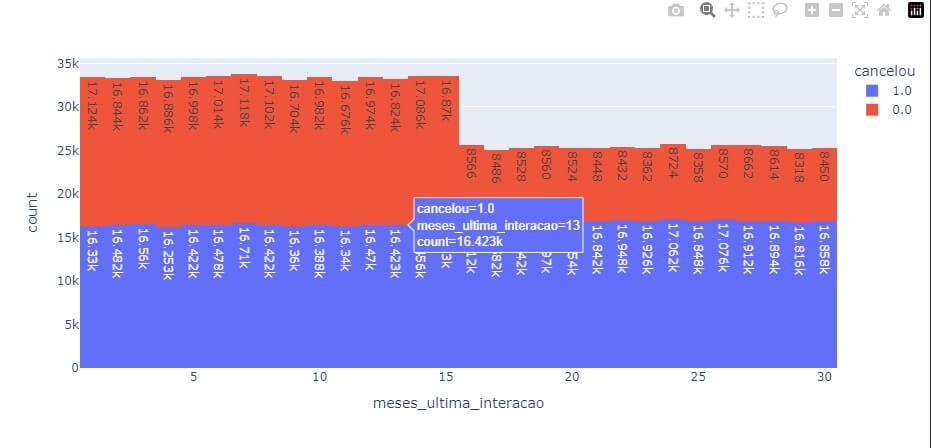 cancelou
1.0
0.0
35k
30k
25k
20k
15k
10k
5k
0
count
17.124k
16.844k
16.862k
16.886k
16.998k
17.014k
17.118k
17.102k
16.704k
16.982k
16.676k
16.974k
16.824k
17.086k
16.87k
8566
8486
8528
8560
8524
8448
8432
8362
8724
8358
8570
8662
8614
8318
8450
cancelou=1.0
meses_ultima_interacao=13
count=16.423k
16.33k
16.482k
16.56k
16.253k
16.422k
16.478k
16.71k
16.422k
16.36k
16.388k
16.34k
16.47k
16.423k
16.842k
16.948k
16.926k
17.062k
16.848k
17.076k
16.912k
16.894k
16.816k
16.858k
5
10
15
20
25
30
meses_ultima_interacao